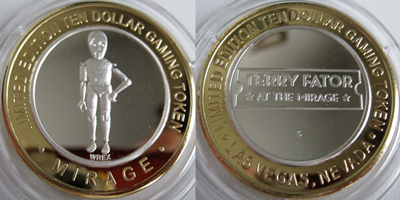 LIMITED EDITION TEN DOLLAR GAMING TOKEN
WREX
• MIRAGE •
LIMITED EDITION TEN DOLLAR GAMING TOKEN
TERRY FATOR
★ AT THE MIRAGE ★
S
• LAS VEGAS, NEVADA •